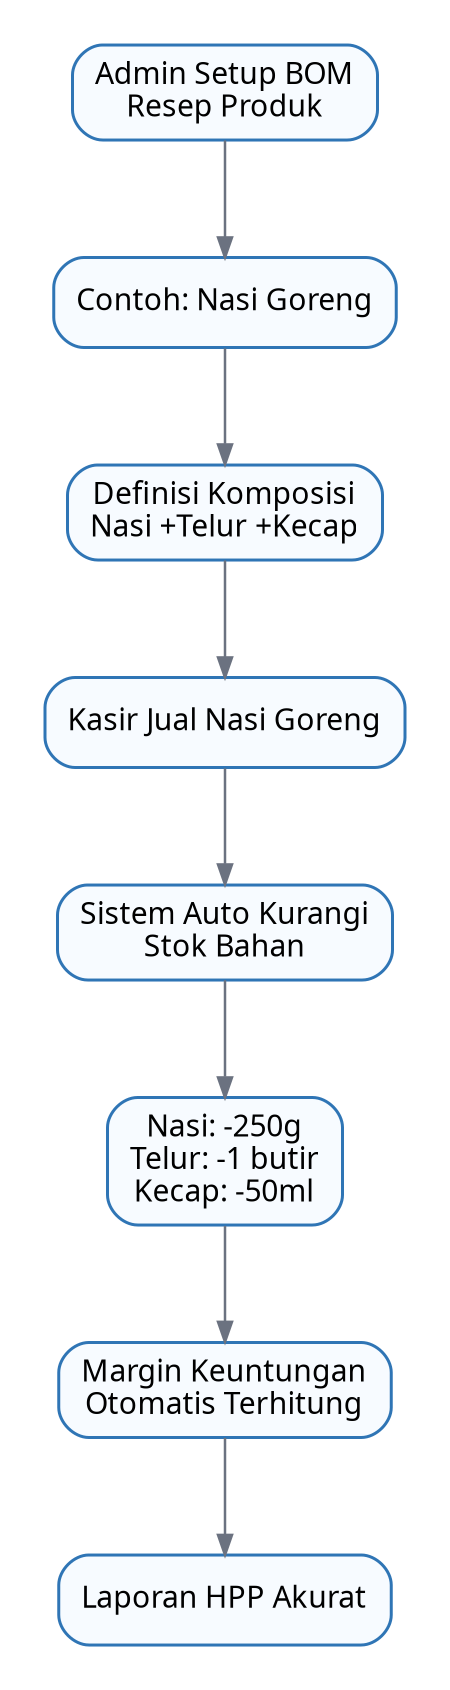 Admin Setup BOM
Resep Produk
Contoh: Nasi Goreng
Definisi Komposisi
Nasi +Telur +Kecap
Kasir Jual Nasi Goreng
Sistem Auto Kurangi
Stok Bahan
Nasi: -250g
Telur: -1 butir
Kecap: -50ml
Margin Keuntungan
Otomatis Terhitung
Laporan HPP Akurat